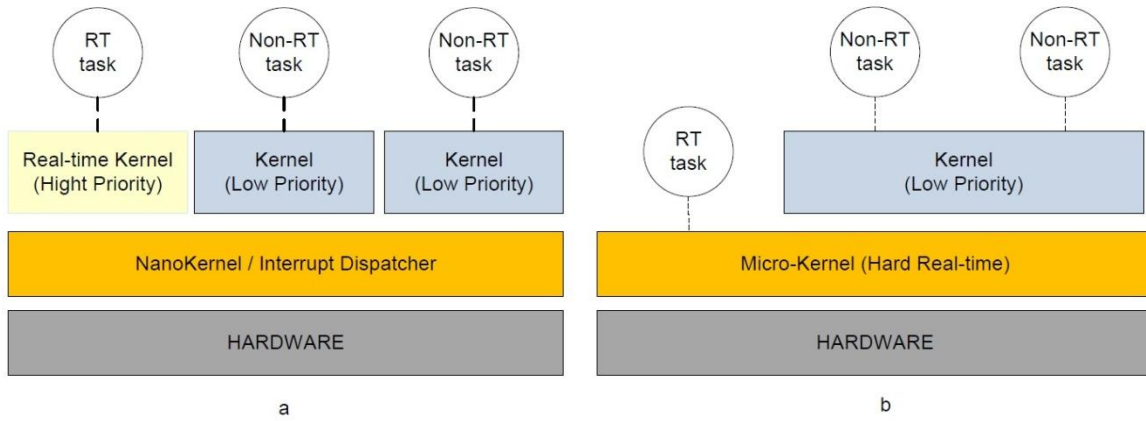 RT
task
Non-RT
task
Non-RT
task
Real-time Kernel
(Hight Priority)
Kernel
(Low Priority)
Kernel
(Low Priority)
NanoKernel / Interrupt Dispatcher
HARDWARE
a
Non-RT
task
Non-RT
task
RT
task
Kernel
(Low Priority)
Micro-Kernel (Hard Real-time)
HARDWARE
b